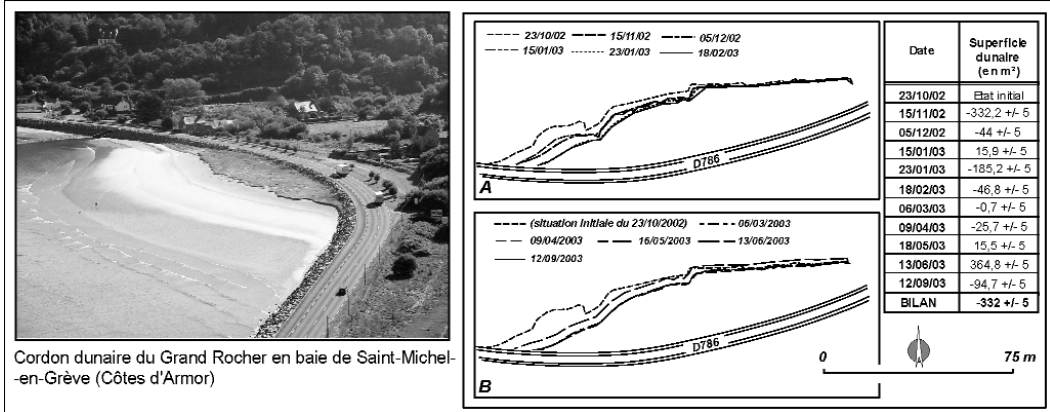 Cordon dunaire du Grand Rocher en baie de Saint-Michel-
-en-Grève (Côtes d'Armor)
23/10/02 15/11/02 05/12/02
15/01/03 23/01/03 18/02/03
D786
A
(situation initiale du 23/10/2002) 06/03/2003
09/04/2003 16/05/2003 13/06/2003
12/09/2003
D786
B
Date Superficie dunaire (en m²)
23/10/02 Etat initial
15/11/02 -332,2 +/- 5
05/12/02 -44 +/- 5
15/01/03 15,9 +/- 5
23/01/03 -185,2 +/- 5
18/02/03 -46,8 +/- 5
06/03/03 -0,7 +/- 5
09/04/03 -25,7 +/- 5
18/05/03 15,5 +/- 5
13/06/03 364,8 +/- 5
12/09/03 -94,7 +/- 5
BILAN -332 +/- 5
0 75 m